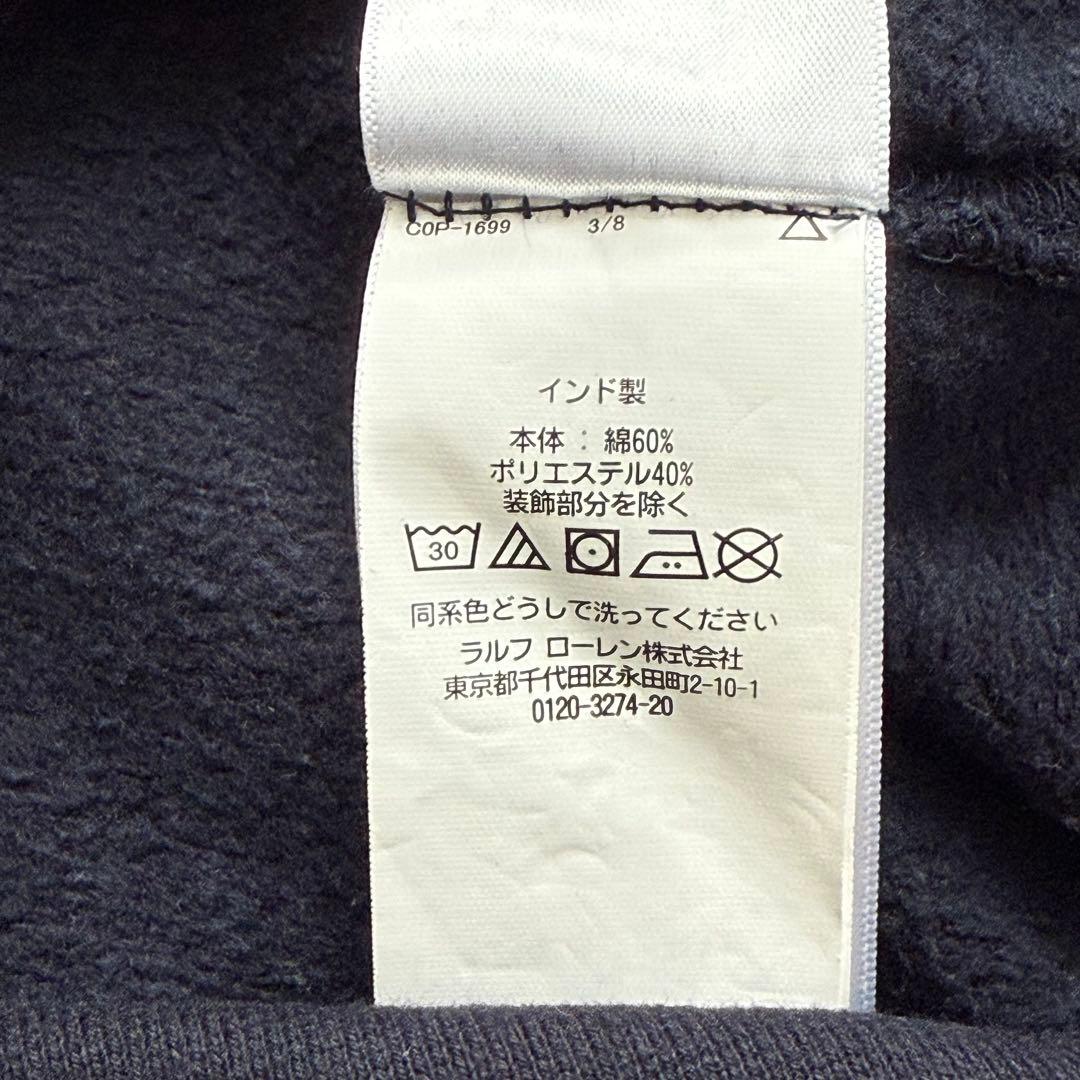 COP-1699 3/8
インド製
本体 : 綿60%
ポリエステル40%
装飾部分を除く
30
同系色どうしで洗ってください
ラルフ ローレン株式会社
東京都千代田区永田町2-10-1
0120-3274-20